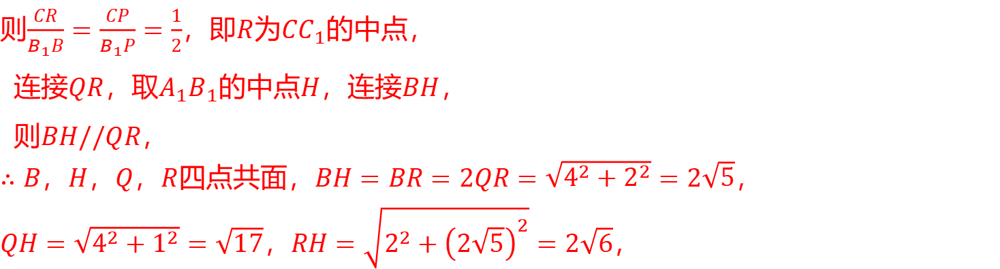 则$\frac{CR}{B_1B}=\frac{CP}{B_1P}=\frac{1}{2}$，即$R$为$CC_1$的中点，
连接$QR$，取$A_1B_1$的中点$H$，连接$BH$，
则$BH//QR$，
∴ $B$，$H$，$Q$，$R$四点共面，$BH=BR=2QR=\sqrt{4^2+2^2}=2\sqrt{5}$，
$QH=\sqrt{4^2+1^2}=\sqrt{17}$，$RH=\sqrt{2^2+\left(2\sqrt{5}\right)^2}=2\sqrt{6}$，